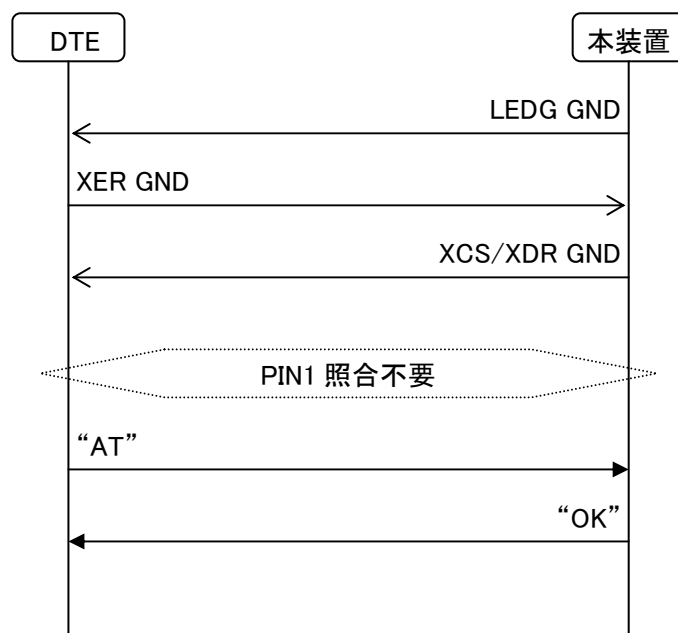 DTE
本装置
LEDG GND
XER GND
XCS/XDR GND
PIN1 照合不要
“AT”
“OK”